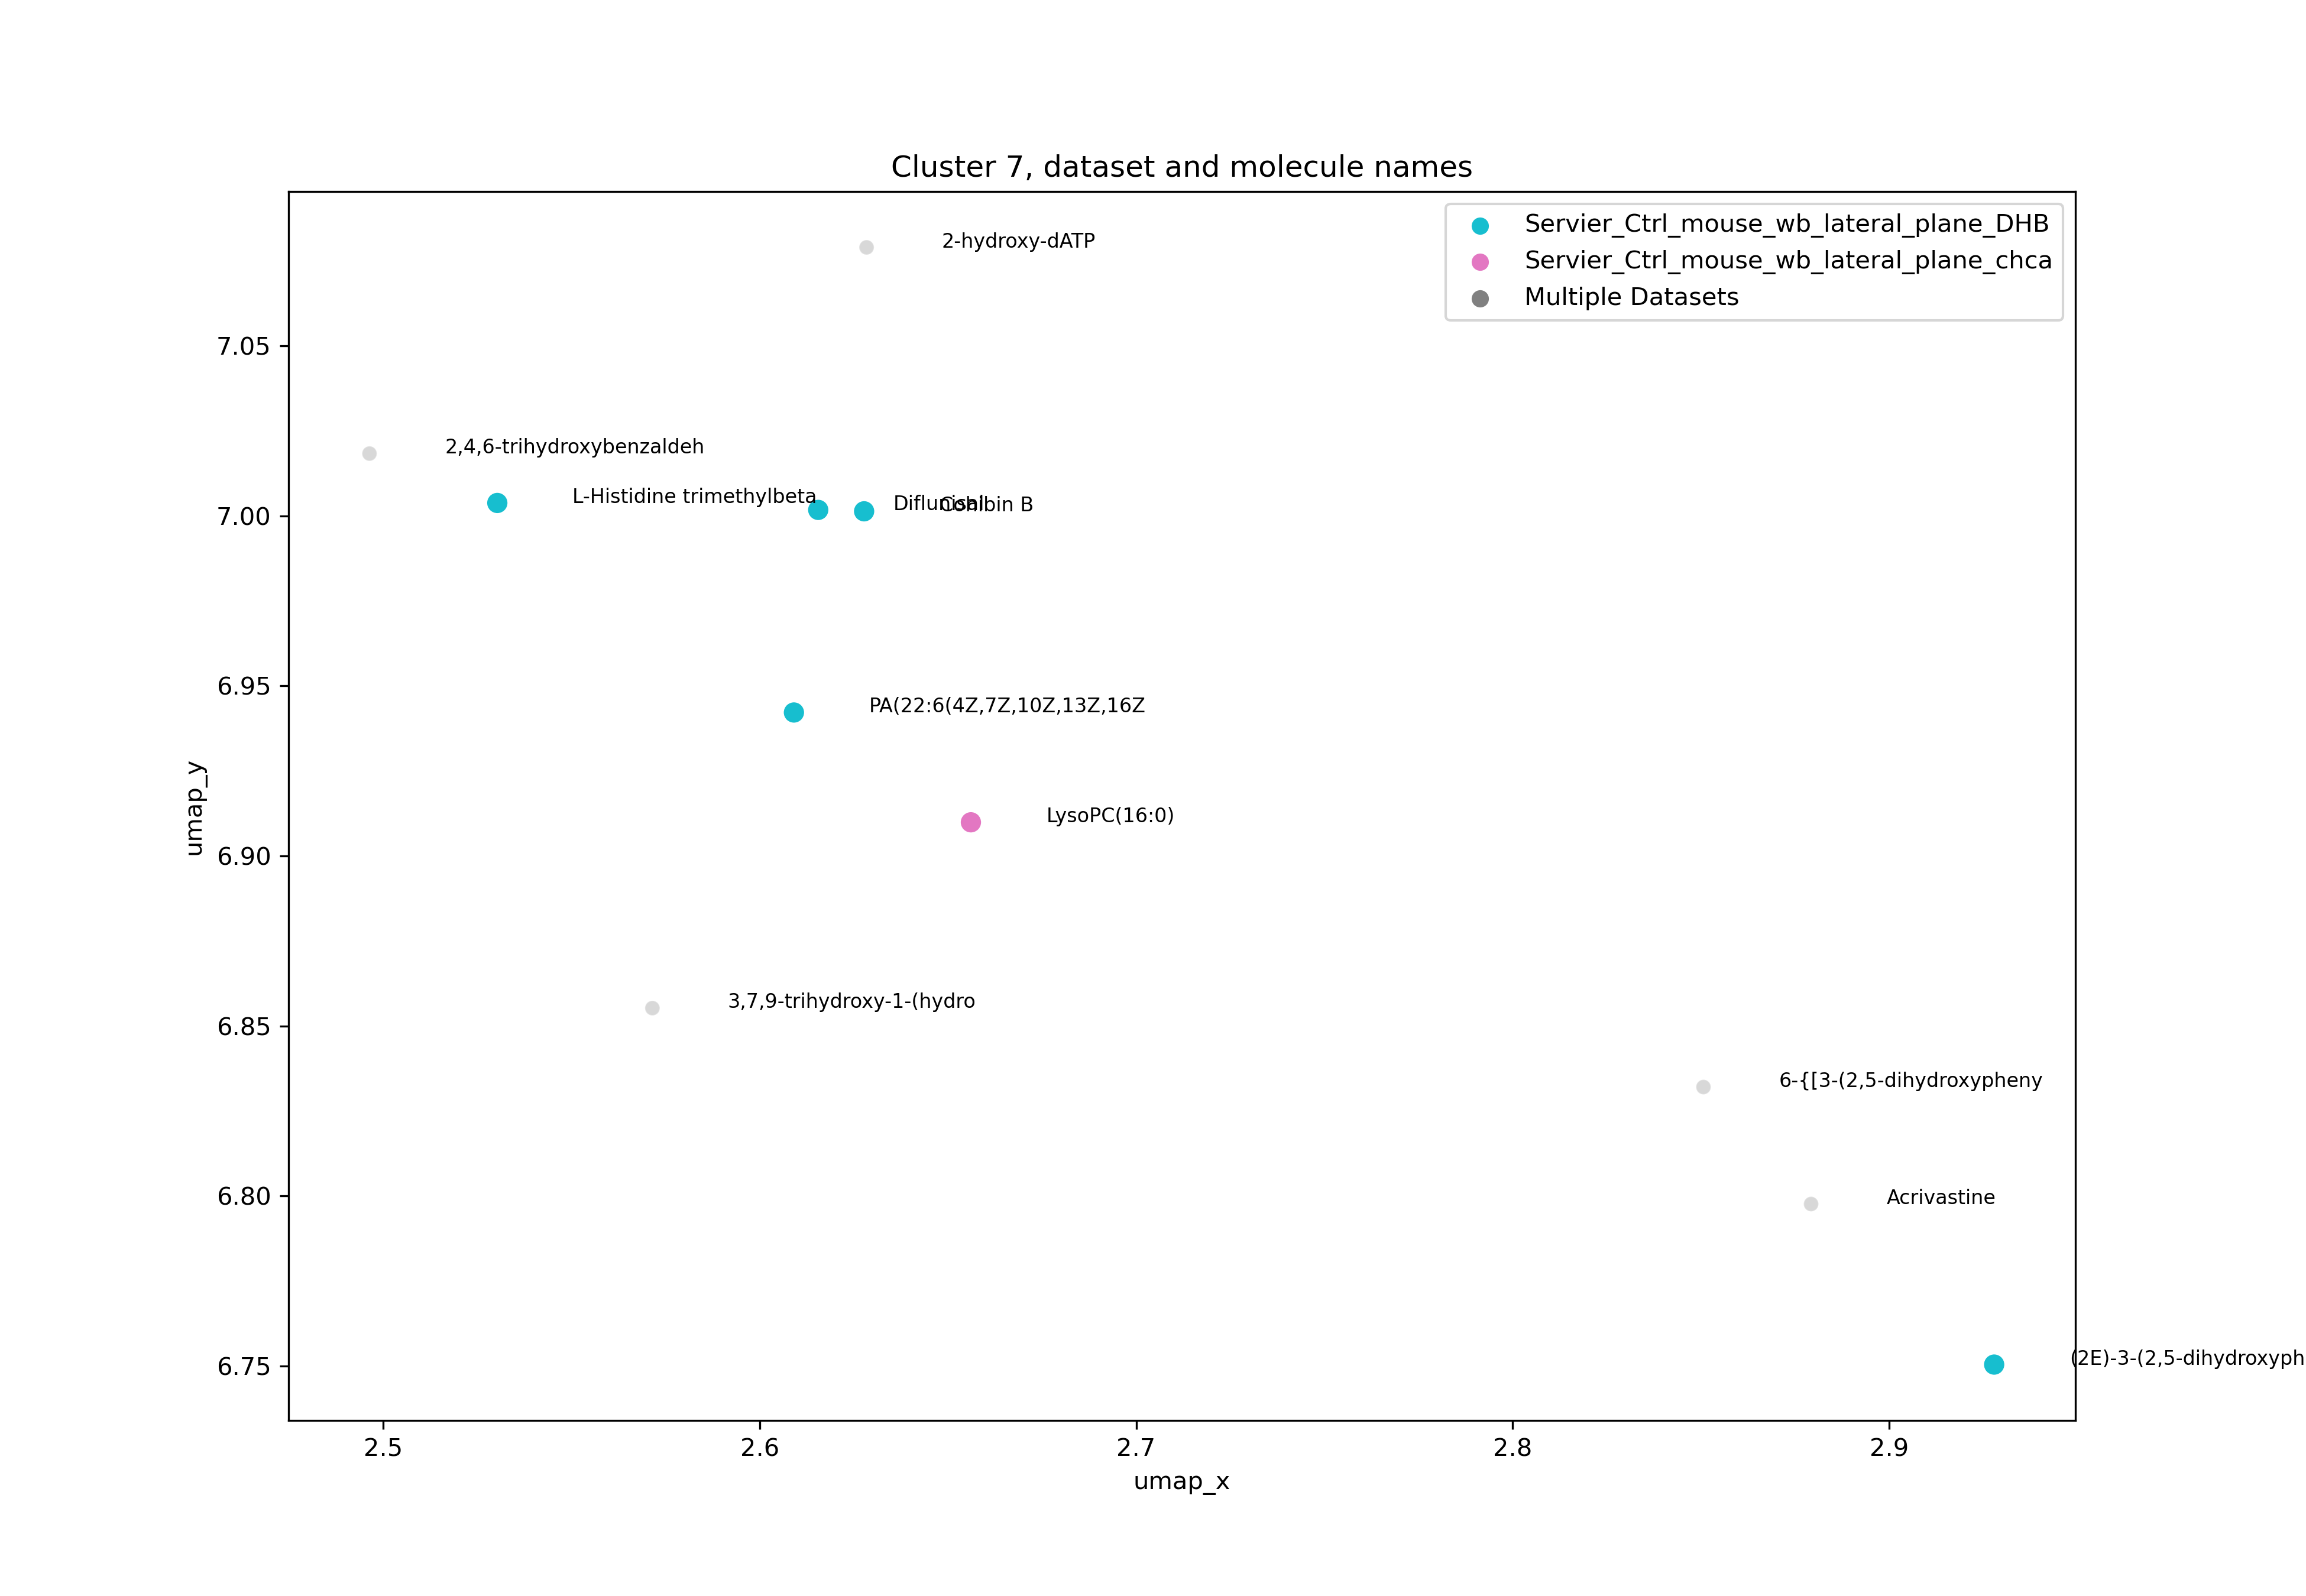 Cluster 7, dataset and molecule names
Servier_Ctrl_mouse_wb_lateral_plane_DHB
Servier_Ctrl_mouse_wb_lateral_plane_chca
Multiple Datasets
2-hydroxy-dATP
2,4,6-trihydroxybenzaldeh
L-Histidine trimethylbeta
Diflunisal
Cohibin B
PA(22:6(4Z,7Z,10Z,13Z,16Z
LysoPC(16:0)
3,7,9-trihydroxy-1-(hydro
6-{[3-(2,5-dihydroxypheny
Acrivastine
(2E)-3-(2,5-dihydroxyph
umap_y
7.05
7.00
6.95
6.90
6.85
6.80
6.75
2.5 2.6 2.7 2.8 2.9
umap_x